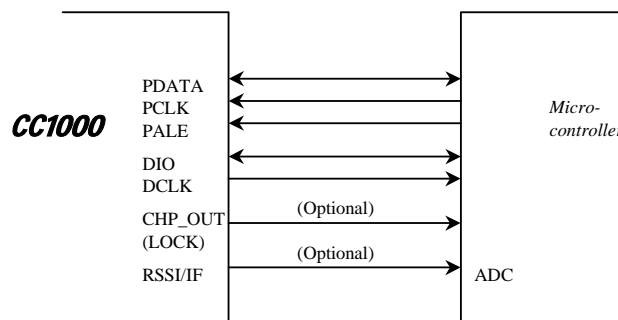 PDATA
PCLK
PALE
CC1000
Micro-
controller
DIO
DCLK
CHP_OUT
(LOCK)
(Optional)
RSSI/IF
(Optional)
ADC